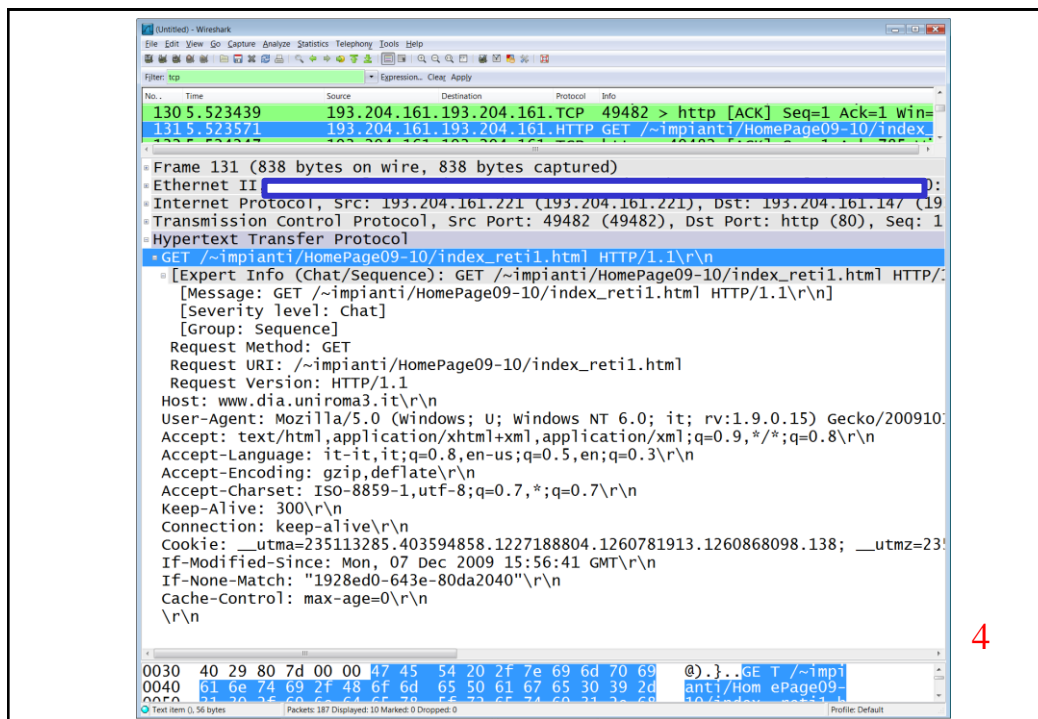 (Untitled) - Wireshark
File Edit View Go Capture Analyze Statistics Telephony Tools Help
Filter: tcp Expression... Clear Apply
No. . Time Source Destination Protocol Info
130 5.523439 193.204.161. 193.204.161. TCP 49482 > http [ACK] Seq=1 Ack=1 Win=
131 5.523571 193.204.161. 193.204.161. HTTP GET /~impianti/HomePage09-10/index_
Frame 131 (838 bytes on wire, 838 bytes captured)
Ethernet II
Internet Protocol, Src: 193.204.161.221 (193.204.161.221), Dst: 193.204.161.147 (19
Transmission Control Protocol, Src Port: 49482 (49482), Dst Port: http (80), Seq: 1
Hypertext Transfer Protocol
GET /~impianti/HomePage09-10/index_reti1.html HTTP/1.1\r\n
[Expert Info (Chat/Sequence): GET /~impianti/HomePage09-10/index_reti1.html HTTP/1
[Message: GET /~impianti/HomePage09-10/index_reti1.html HTTP/1.1\r\n]
[Severity level: Chat]
[Group: Sequence]
Request Method: GET
Request URI: /~impianti/HomePage09-10/index_reti1.html
Request Version: HTTP/1.1
Host: www.dia.uniroma3.it\r\n
User-Agent: Mozilla/5.0 (Windows; U; Windows NT 6.0; it; rv:1.9.0.15) Gecko/200910
Accept: text/html,application/xhtml+xml,application/xml;q=0.9,*/*;q=0.8\r\n
Accept-Language: it-it,it;q=0.8,en-us;q=0.5,en;q=0.3\r\n
Accept-Encoding: gzip,deflate\r\n
Accept-Charset: ISO-8859-1,utf-8;q=0.7,*;q=0.7\r\n
Keep-Alive: 300\r\n
Connection: keep-alive\r\n
Cookie: __utma=235113285.403594858.1227188804.1260781913.1260868098.138; __utmz=23
If-Modified-Since: Mon, 07 Dec 2009 15:56:41 GMT\r\n
If-None-Match: "1928ed0-643e-80da2040"\r\n
Cache-Control: max-age=0\r\n
\r\n
4
0030 40 29 80 7d 00 00 47 45 54 20 2f 7e 69 6d 70 69 @).}..GE T /~impi
0040 61 6e 74 69 2f 48 6f 6d 65 50 61 67 65 30 39 2d anti/Hom ePage09-
Text item (), 56 bytes Packets: 187 Displayed: 10 Marked: 0 Dropped: 0 Profile: Default